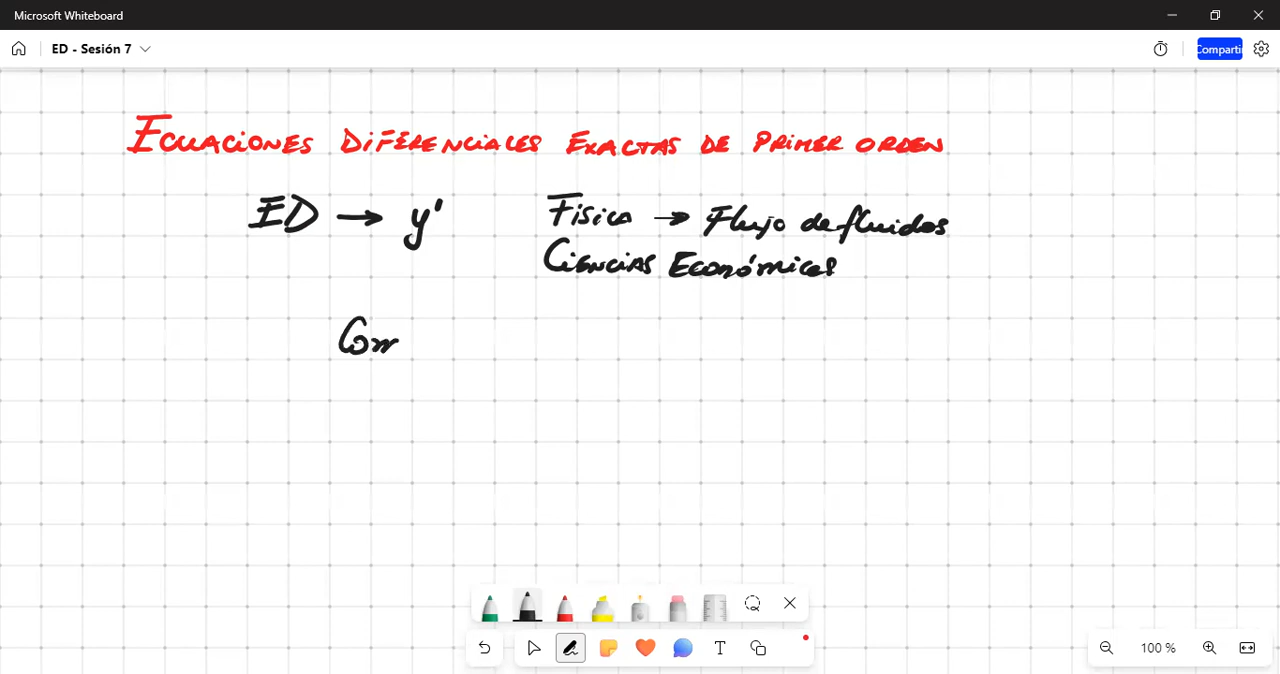 Microsoft Whiteboard
ED - Sesión 7
Compartir
ECUACIONES DIFERENCIALES EXACTAS DE PRIMER ORDEN
ED → y' Física → Flujo de fluidos
Ciencias Económicas
Com
100 %